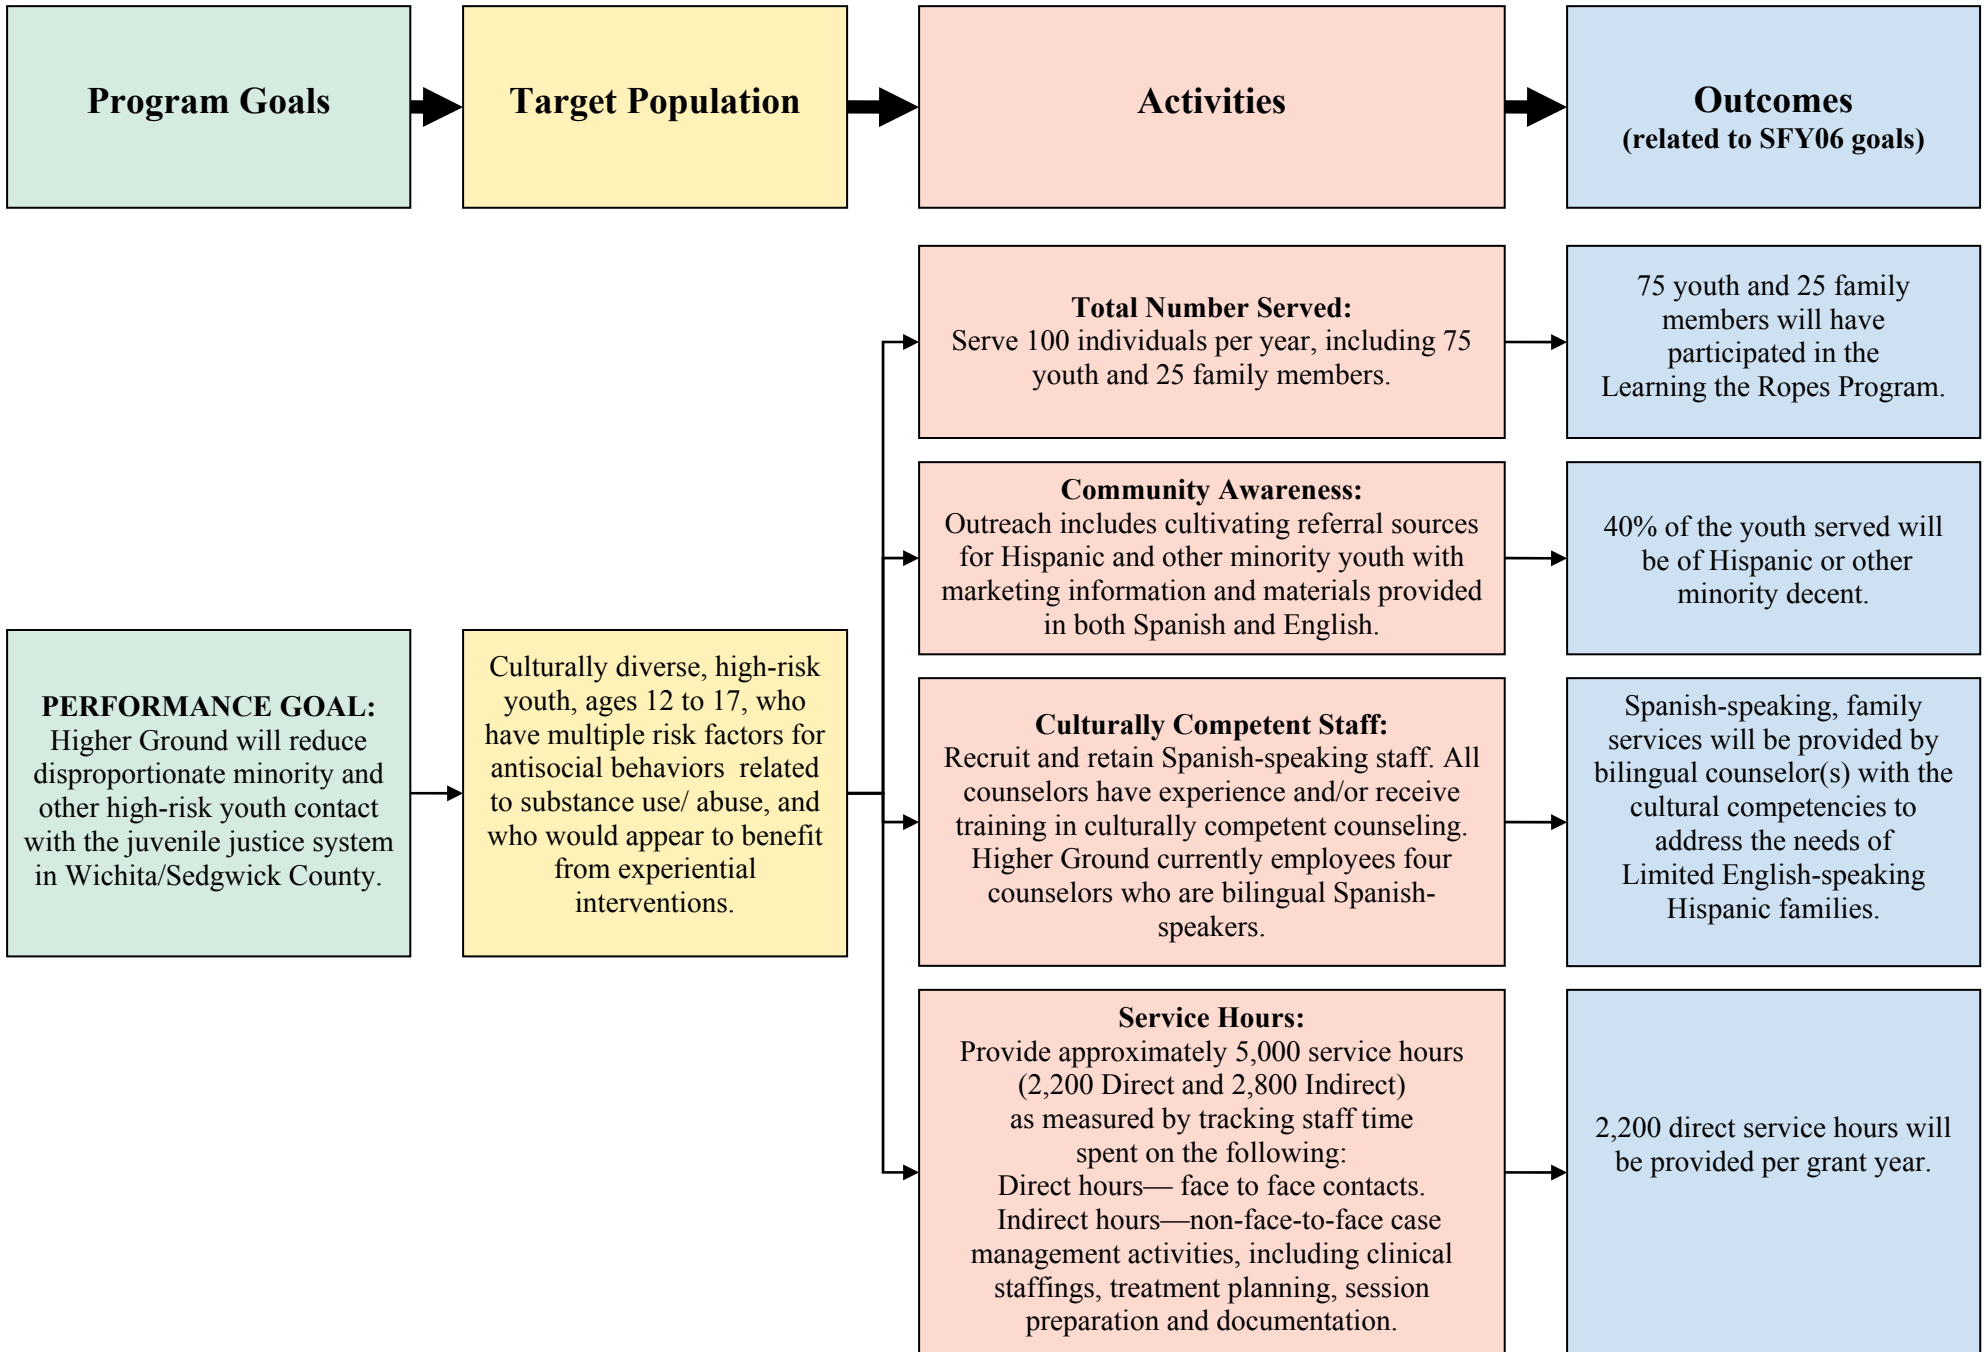 Program Goals
Target Population
Activities
Outcomes
(related to SFY06 goals)
PERFORMANCE GOAL:
Higher Ground will reduce
disproportionate minority and
other high-risk youth contact
with the juvenile justice system
in Wichita/Sedgwick County.
Culturally diverse, high-risk
youth, ages 12 to 17, who
have multiple risk factors for
antisocial behaviors  related
to substance use/ abuse, and
who would appear to benefit
from experiential
interventions.
Total Number Served:
Serve 100 individuals per year, including 75
youth and 25 family members.
75 youth and 25 family
members will have
participated in the
Learning the Ropes Program.
Community Awareness:
Outreach includes cultivating referral sources
for Hispanic and other minority youth with
marketing information and materials provided
in both Spanish and English.
40% of the youth served will
be of Hispanic or other
minority decent.
Culturally Competent Staff:
Recruit and retain Spanish-speaking staff. All
counselors have experience and/or receive
training in culturally competent counseling.
Higher Ground currently employees four
counselors who are bilingual Spanish-
speakers.
Spanish-speaking, family
services will be provided by
bilingual counselor(s) with the
cultural competencies to
address the needs of
Limited English-speaking
Hispanic families.
Service Hours:
Provide approximately 5,000 service hours
(2,200 Direct and 2,800 Indirect)
as measured by tracking staff time
spent on the following:
Direct hours— face to face contacts.
Indirect hours—non-face-to-face case
management activities, including clinical
staffings, treatment planning, session
preparation and documentation.
2,200 direct service hours will
be provided per grant year.